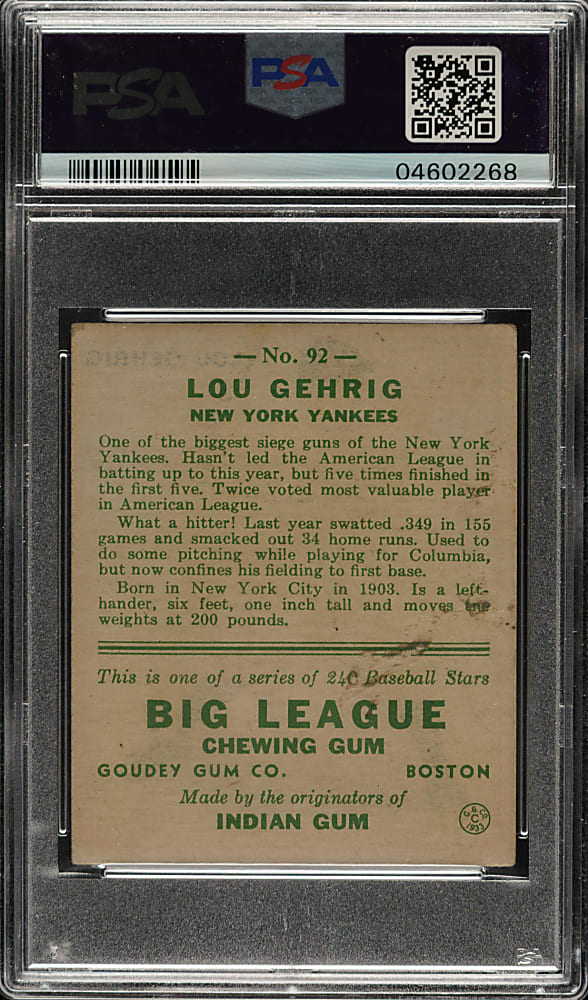 PSA
PSA
04602268
— No. 92 —
LOU GEHRIG
NEW YORK YANKEES
One of the biggest siege guns of the New York
Yankees. Hasn't led the American League in
batting up to this year, but five times finished in
the first five. Twice voted most valuable player
in American League.
What a hitter! Last year swatted .349 in 155
games and smacked out 34 home runs. Used to
do some pitching while playing for Columbia,
but now confines his fielding to first base.
Born in New York City in 1903. Is a left-
hander, six feet, one inch tall and moves the
weights at 200 pounds.
This is one of a series of 240 Baseball Stars
BIG LEAGUE
CHEWING GUM
GOUDEY GUM CO. BOSTON
Made by the originators of
INDIAN GUM
G. G. CO.
C
1933